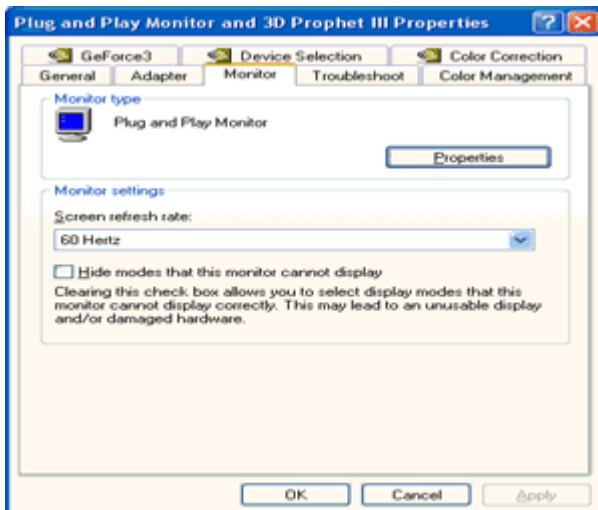 Plug and Play Monitor and 3D Prophet III Properties
GeForce3 Device Selection Color Correction
General Adapter Monitor Troubleshoot Color Management
Monitor type
Plug and Play Monitor
Properties
Monitor settings
Screen refresh rate:
60 Hertz
Hide modes that this monitor cannot display
Clearing this check box allows you to select display modes that this
monitor cannot display correctly. This may lead to an unusable display
and/or damaged hardware.
OK Cancel Apply